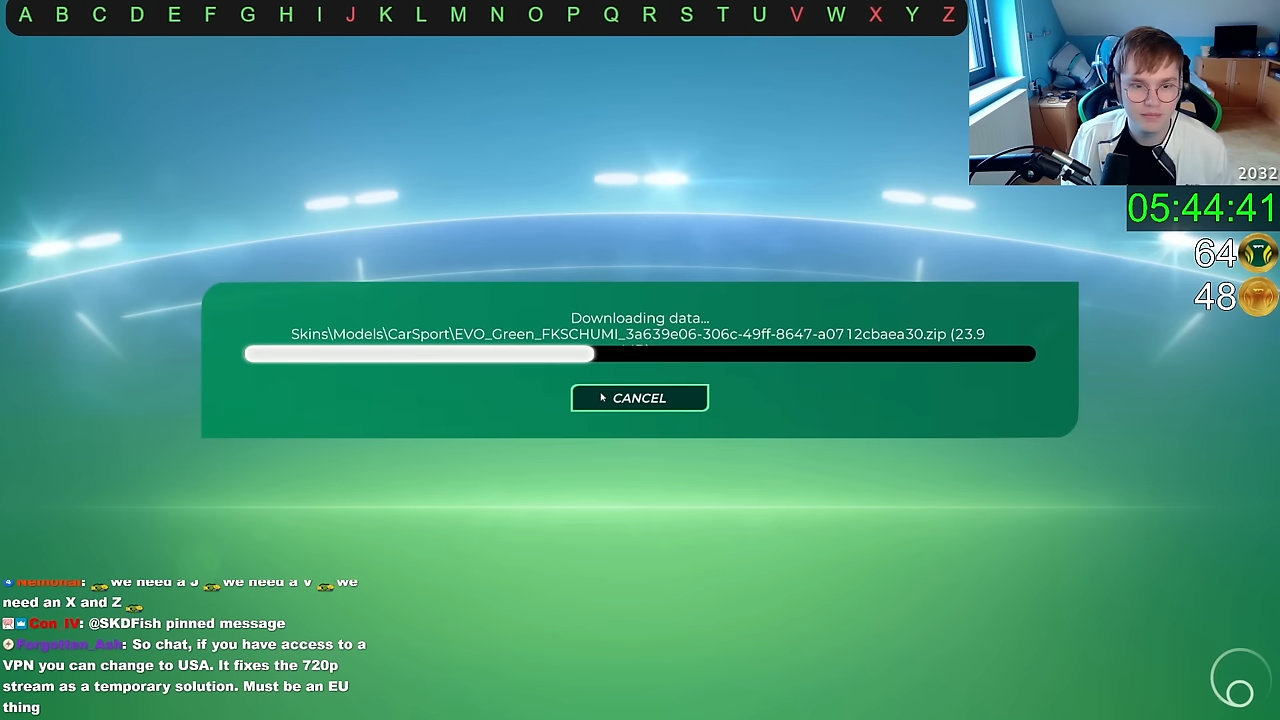 A B C D E F G H I J K L M N O P Q R S T U V W X Y Z
2032
05:44:41
64
48
Downloading data...
Skins\Models\CarSport\EVO_Green_FKSCHUMI_3a639e06-306c-49ff-8647-a0712cbaea30.zip (23.9
CANCEL
Nemonai: we need a J we need a V we
need an X and Z
Con_IV: @SKDFish pinned message
Forgotten_Ash: So chat, if you have access to a
VPN you can change to USA. It fixes the 720p
stream as a temporary solution. Must be an EU
thing